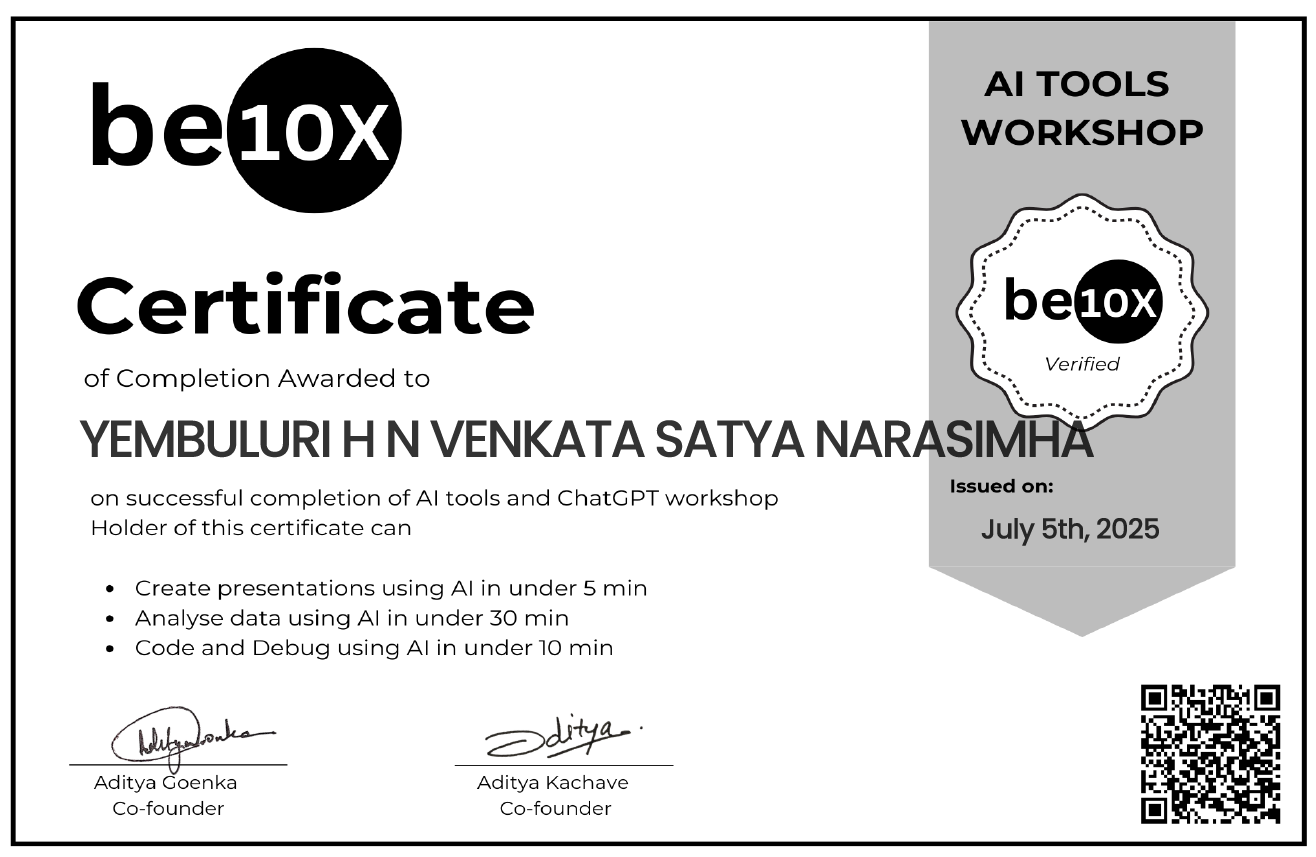 be10X
AI TOOLS
WORKSHOP
be10X
Verified
Certificate
of Completion Awarded to
YEMBULURI H N VENKATA SATYA NARASIMHA
Issued on:
July 5th, 2025
on successful completion of AI tools and ChatGPT workshop
Holder of this certificate can
• Create presentations using AI in under 5 min
• Analyse data using AI in under 30 min
• Code and Debug using AI in under 10 min
Aditya Goenka
Aditya Goenka
Co-founder
Aditya
Aditya Kachave
Co-founder